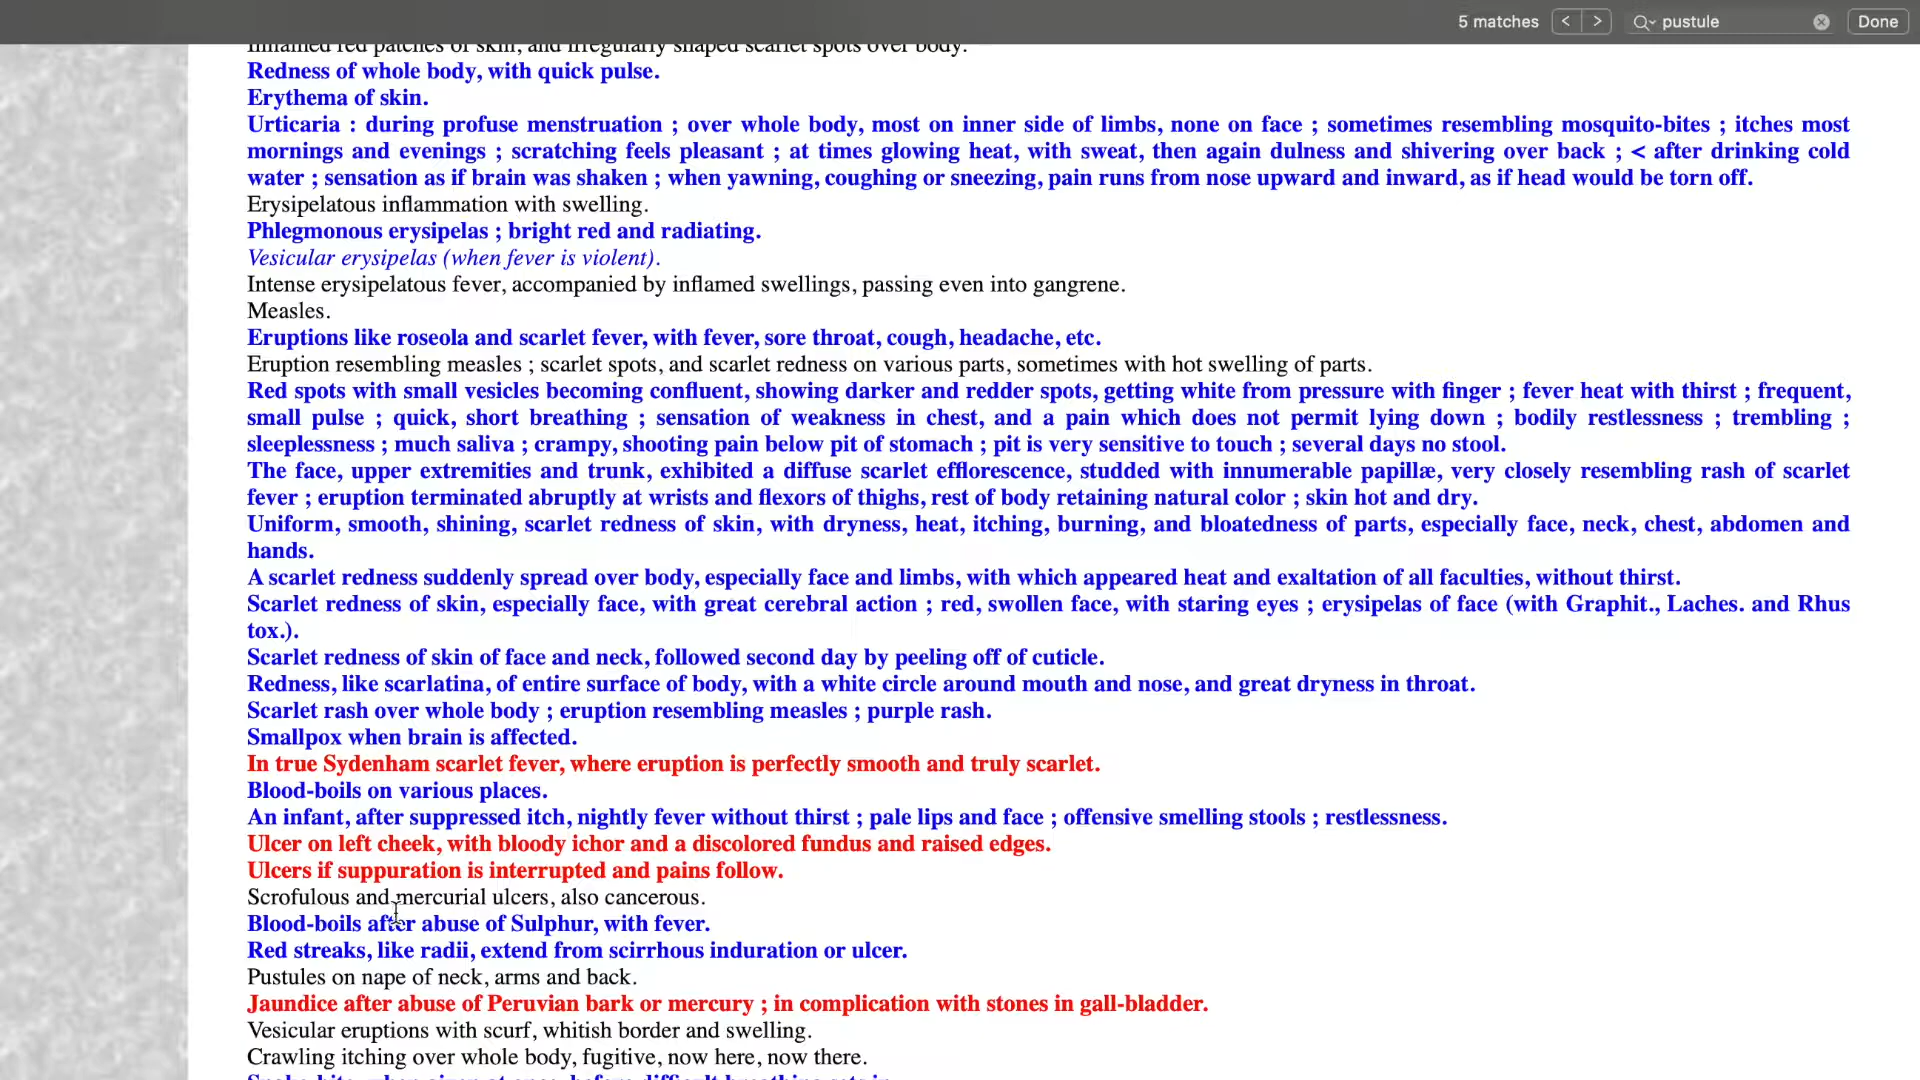 5 matches < > pustule Done
Inflamed red patches of skin, and irregularly shaped scarlet spots over body.
Redness of whole body, with quick pulse.
Erythema of skin.
Urticaria : during profuse menstruation ; over whole body, most on inner side of limbs, none on face ; sometimes resembling mosquito-bites ; itches most
mornings and evenings ; scratching feels pleasant ; at times glowing heat, with sweat, then again dulness and shivering over back ; < after drinking cold
water ; sensation as if brain was shaken ; when yawning, coughing or sneezing, pain runs from nose upward and inward, as if head would be torn off.
Erysipelatous inflammation with swelling.
Phlegmonous erysipelas ; bright red and radiating.
Vesicular erysipelas (when fever is violent).
Intense erysipelatous fever, accompanied by inflamed swellings, passing even into gangrene.
Measles.
Eruptions like roseola and scarlet fever, with fever, sore throat, cough, headache, etc.
Eruption resembling measles ; scarlet spots, and scarlet redness on various parts, sometimes with hot swelling of parts.
Red spots with small vesicles becoming confluent, showing darker and redder spots, getting white from pressure with finger ; fever heat with thirst ; frequent,
small pulse ; quick, short breathing ; sensation of weakness in chest, and a pain which does not permit lying down ; bodily restlessness ; trembling ;
sleeplessness ; much saliva ; crampy, shooting pain below pit of stomach ; pit is very sensitive to touch ; several days no stool.
The face, upper extremities and trunk, exhibited a diffuse scarlet efflorescence, studded with innumerable papillæ, very closely resembling rash of scarlet
fever ; eruption terminated abruptly at wrists and flexors of thighs, rest of body retaining natural color ; skin hot and dry.
Uniform, smooth, shining, scarlet redness of skin, with dryness, heat, itching, burning, and bloatedness of parts, especially face, neck, chest, abdomen and
hands.
A scarlet redness suddenly spread over body, especially face and limbs, with which appeared heat and exaltation of all faculties, without thirst.
Scarlet redness of skin, especially face, with great cerebral action ; red, swollen face, with staring eyes ; erysipelas of face (with Graphit., Laches. and Rhus
tox.).
Scarlet redness of skin of face and neck, followed second day by peeling off of cuticle.
Redness, like scarlatina, of entire surface of body, with a white circle around mouth and nose, and great dryness in throat.
Scarlet rash over whole body ; eruption resembling measles ; purple rash.
Smallpox when brain is affected.
In true Sydenham scarlet fever, where eruption is perfectly smooth and truly scarlet.
Blood-boils on various places.
An infant, after suppressed itch, nightly fever without thirst ; pale lips and face ; offensive smelling stools ; restlessness.
Ulcer on left cheek, with bloody ichor and a discolored fundus and raised edges.
Ulcers if suppuration is interrupted and pains follow.
Scrofulous and mercurial ulcers, also cancerous.
Blood-boils after abuse of Sulphur, with fever.
Red streaks, like radii, extend from scirrhous induration or ulcer.
Pustules on nape of neck, arms and back.
Jaundice after abuse of Peruvian bark or mercury ; in complication with stones in gall-bladder.
Vesicular eruptions with scurf, whitish border and swelling.
Crawling itching over whole body, fugitive, now here, now there.